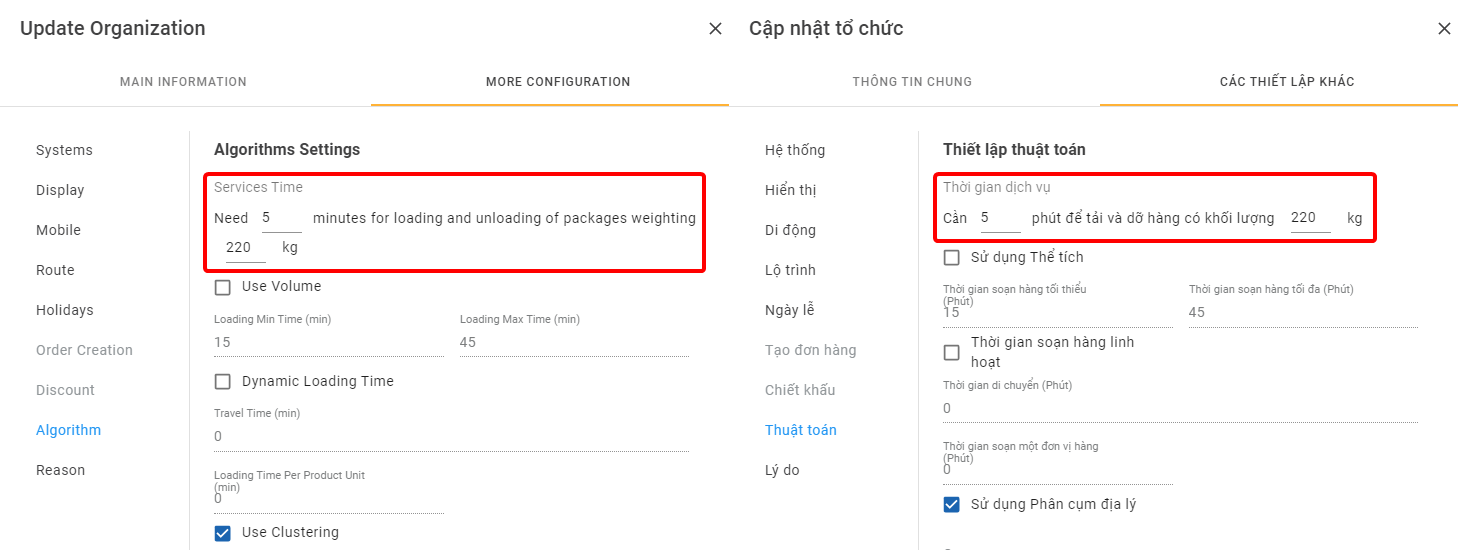 Update Organization
MAIN INFORMATION
MORE CONFIGURATION
Systems
Display
Mobile
Route
Holidays
Order Creation
Discount
Algorithm
Reason
Algorithms Settings
Services Time
Need 5 minutes for loading and unloading of packages weighting
220 kg
Use Volume
Loading Min Time (min)
15
Loading Max Time (min)
45
Dynamic Loading Time
Travel Time (min)
0
Loading Time Per Product Unit
(min)
0
Use Clustering
Cập nhật tổ chức
THÔNG TIN CHUNG
CÁC THIẾT LẬP KHÁC
Hệ thống
Hiển thị
Di động
Lộ trình
Ngày lễ
Tạo đơn hàng
Chiết khấu
Thuật toán
Lý do
Thiết lập thuật toán
Thời gian dịch vụ
Cần 5 phút để tải và dỡ hàng có khối lượng 220 kg
Sử dụng Thể tích
Thời gian soạn hàng tối thiểu
(Phút)
15
Thời gian soạn hàng tối đa (Phút)
45
Thời gian soạn hàng linh
hoạt
Thời gian di chuyển (Phút)
0
Thời gian soạn một đơn vị hàng
(Phút)
0
Sử dụng Phân cụm địa lý